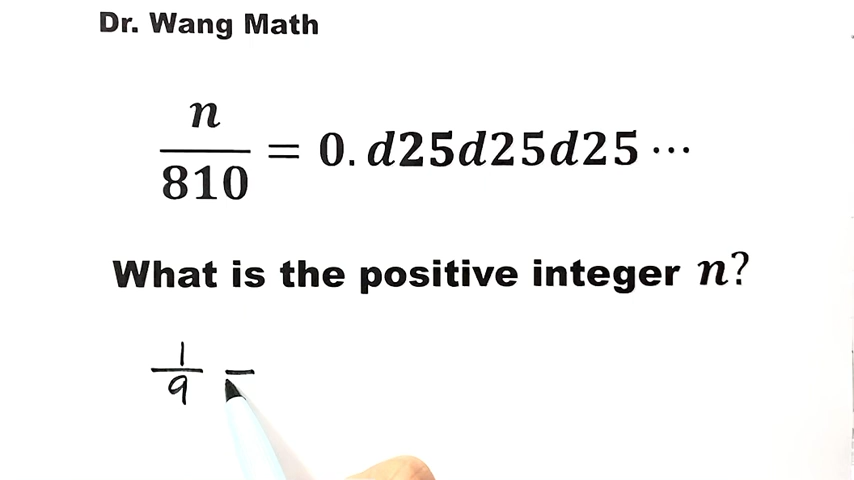 Dr. Wang Math
n/810 = 0.d25d25d25 ⋯
What is the positive integer n?
1/9 =